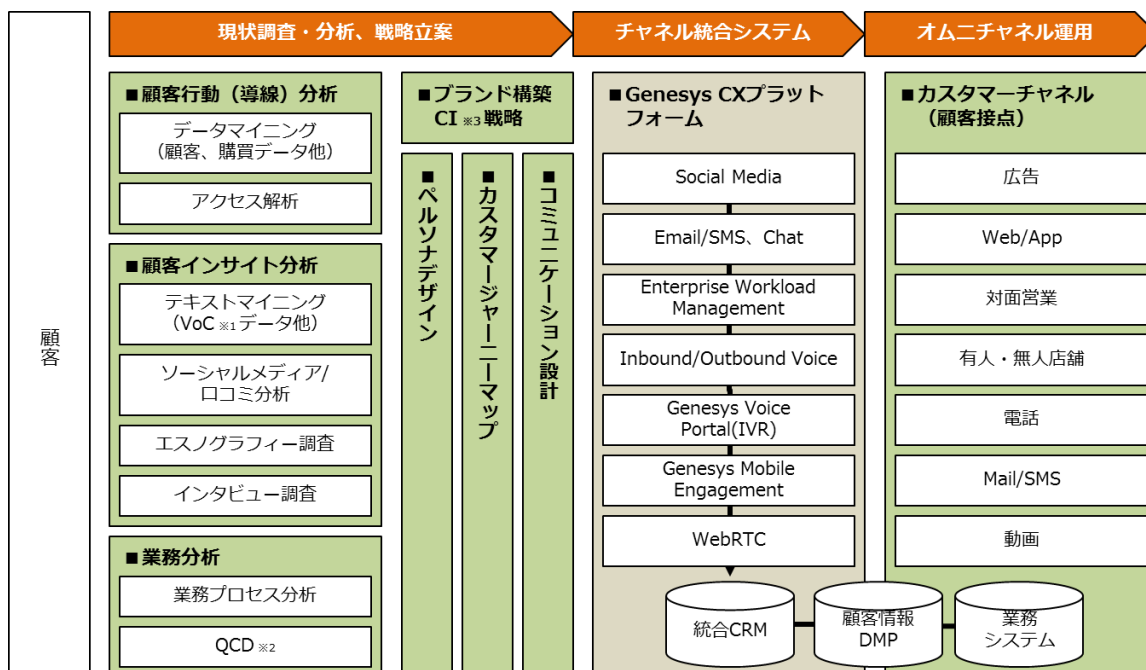 現状調査・分析、戦略立案
チャネル統合システム
オムニチャネル運用
顧客
■顧客行動（導線）分析
データマイニング
（顧客、購買データ他）
アクセス解析
■顧客インサイト分析
テキストマイニング
（VoC ※1 データ他）
ソーシャルメディア/
口コミ分析
エスノグラフィー調査
インタビュー調査
■業務分析
業務プロセス分析
QCD ※2
■ブランド構築
CI ※3 戦略
■ペルソナデザイン
■カスタマージャーニーマップ
■コミュニケーション設計
■Genesys CXプラット
フォーム
Social Media
Email/SMS、Chat
Enterprise Workload
Management
Inbound/Outbound Voice
Genesys Voice
Portal(IVR)
Genesys Mobile
Engagement
WebRTC
■カスタマーチャネル
（顧客接点）
広告
Web/App
対面営業
有人・無人店舗
電話
Mail/SMS
動画
統合CRM
顧客情報
DMP
業務
システム